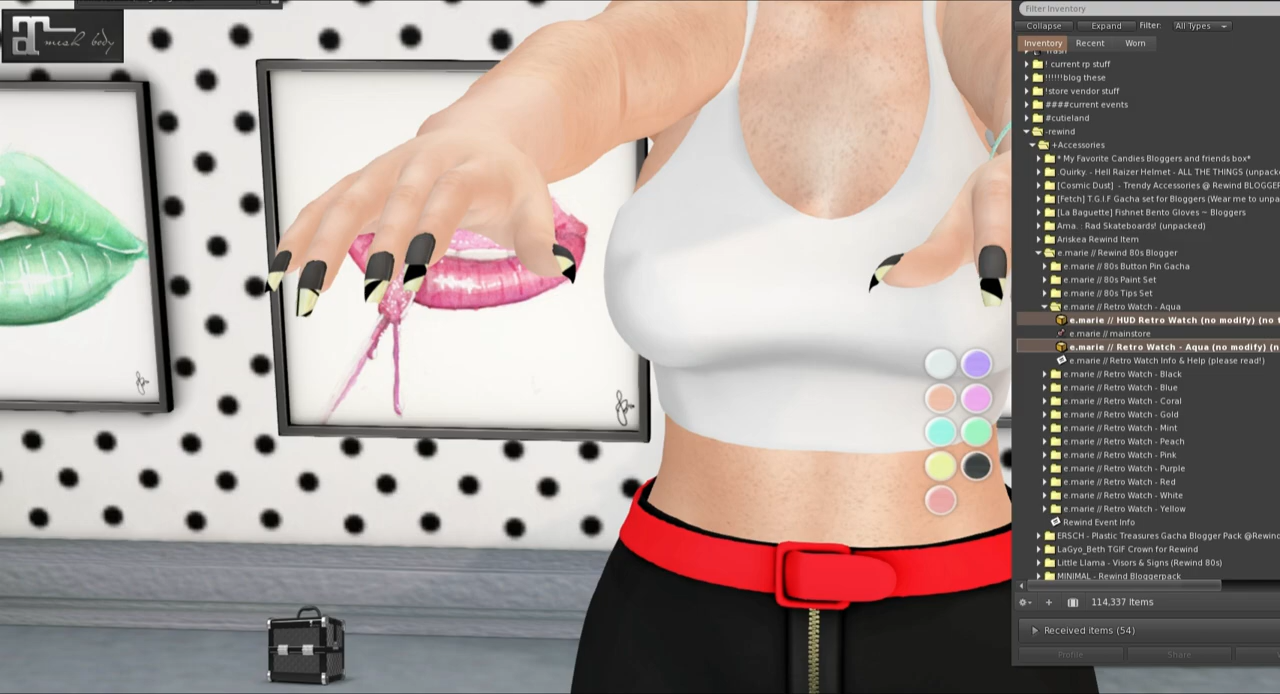 mesh body
Filter Inventory
Collapse Expand Filter: All Types
Inventory Recent Worn
! current rp stuff
!!!!!!blog these
!store vendor stuff
####current events
#cutieland
-rewind
+Accessories
* My Favorite Candies Bloggers and friends box*
.Quirky. - Hell Raizer Helmet - ALL THE THINGS (unpack
[Cosmic Dust] - Trendy Accessories @ Rewind BLOGGER
[Fetch] T.G.I.F Gacha set for Bloggers (Wear me to unpa
[La Baguette] Fishnet Bento Gloves ~ Bloggers
Ama. : Rad Skateboards! (unpacked)
Ariskea Rewind Item
e.marie // Rewind 80s Blogger
e.marie // 80s Button Pin Gacha
e.marie // 80s Paint Set
e.marie // 80s Tips Set
e.marie // Retro Watch - Aqua
e.marie // HUD Retro Watch (no modify) (no t
e.marie // mainstore
e.marie // Retro Watch - Aqua (no modify) (n
e.marie // Retro Watch Info & Help (please read!)
e.marie // Retro Watch - Black
e.marie // Retro Watch - Blue
e.marie // Retro Watch - Coral
e.marie // Retro Watch - Gold
e.marie // Retro Watch - Mint
e.marie // Retro Watch - Peach
e.marie // Retro Watch - Pink
e.marie // Retro Watch - Purple
e.marie // Retro Watch - Red
e.marie // Retro Watch - White
e.marie // Retro Watch - Yellow
Rewind Event Info
ERSCH - Plastic Treasures Gacha Blogger Pack @Rewind
LaGyo_Beth TGIF Crown for Rewind
Little Llama - Visors & Signs (Rewind 80s)
MINIMAL - Rewind Bloggerpack
114,337 Items
Received items (54)
Profile Share